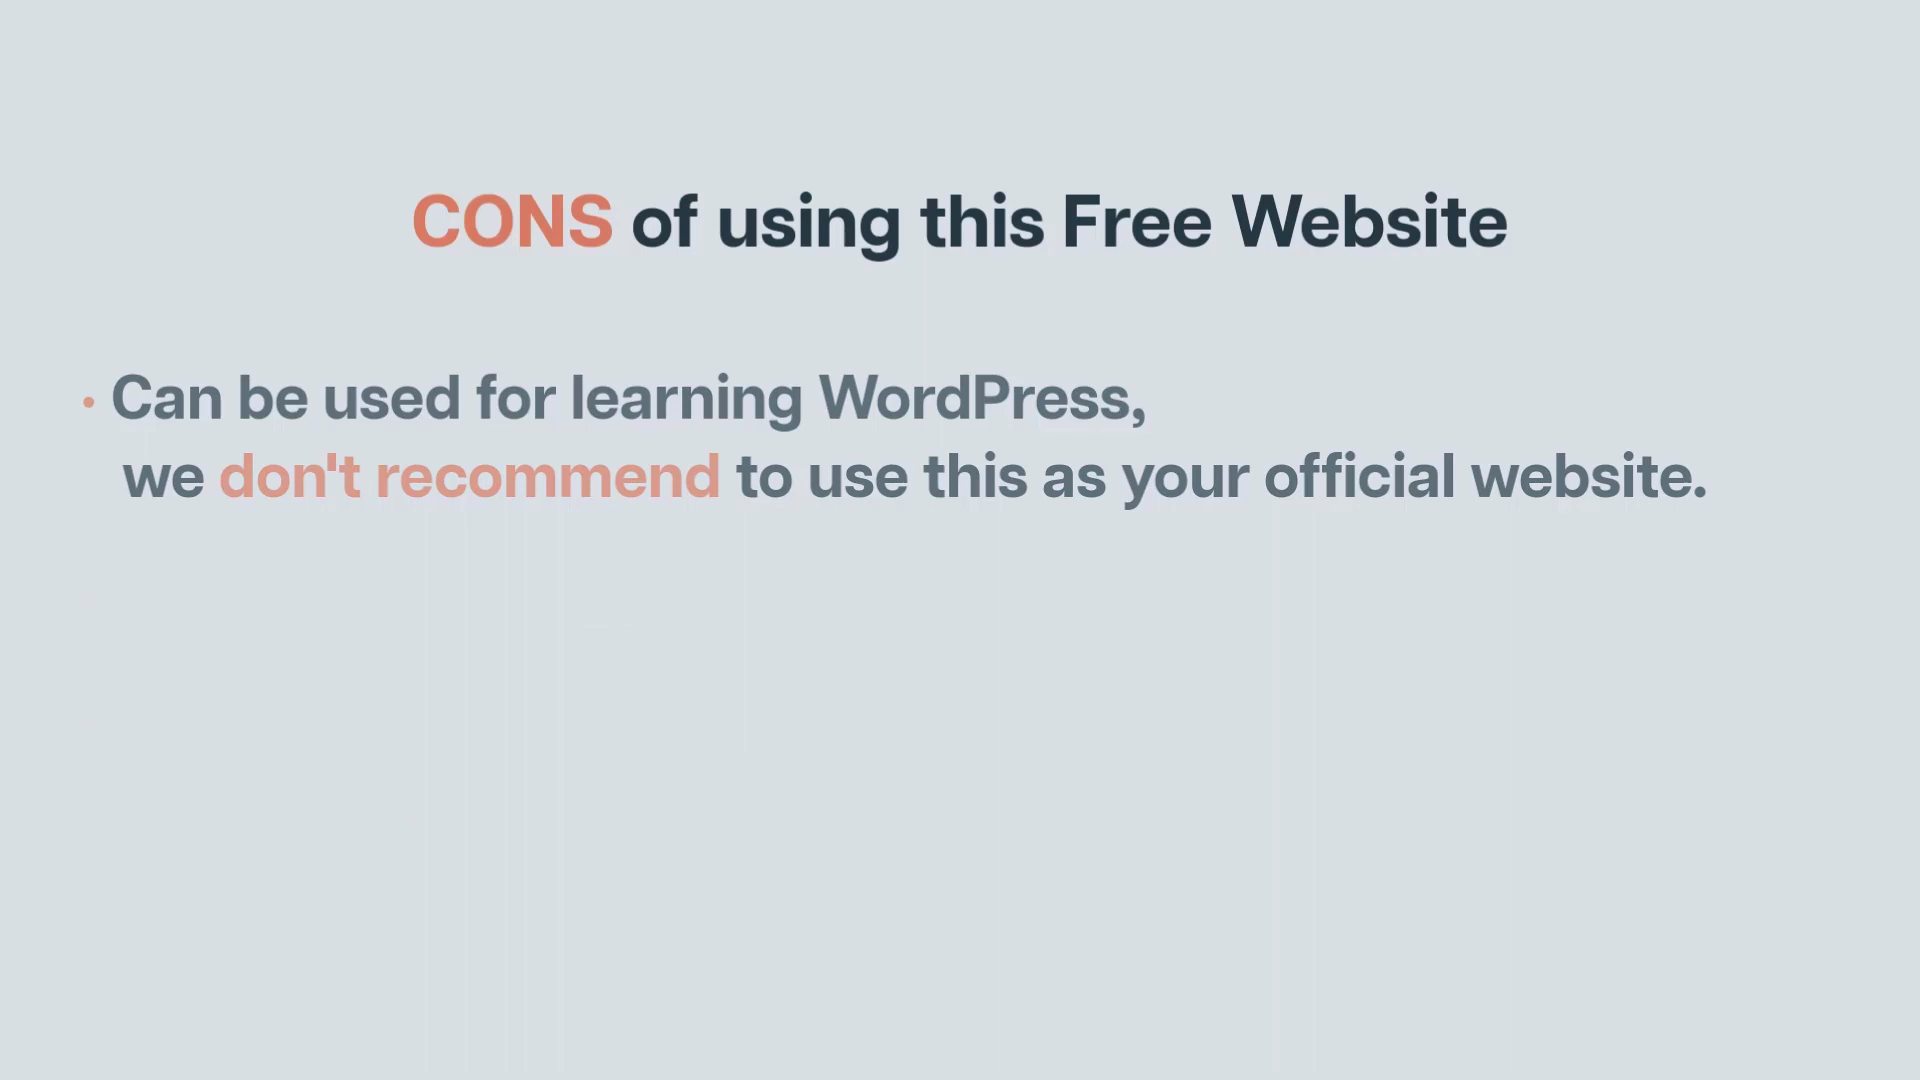 CONS of using this Free Website
• Can be used for learning WordPress,
we don't recommend to use this as your official website.